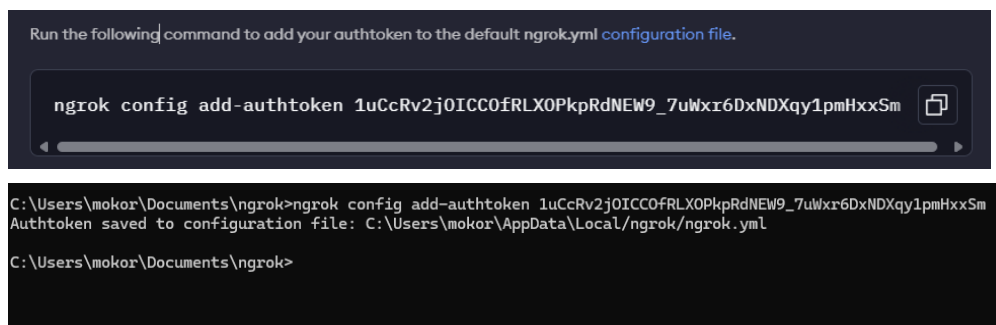 Run the following command to add your authtoken to the default ngrok.yml configuration file.
ngrok config add-authtoken 1uCcRv2jOICCOfRLXOPkpRdNEW9_7uWxr6DxNDXqy1pmHxxSm
C:\Users\mokor\Documents\ngrok>ngrok config add-authtoken 1uCcRv2jOICCOfRLXOPkpRdNEW9_7uWxr6DxNDXqy1pmHxxSm
Authtoken saved to configuration file: C:\Users\mokor\AppData\Local/ngrok/ngrok.yml
C:\Users\mokor\Documents\ngrok>